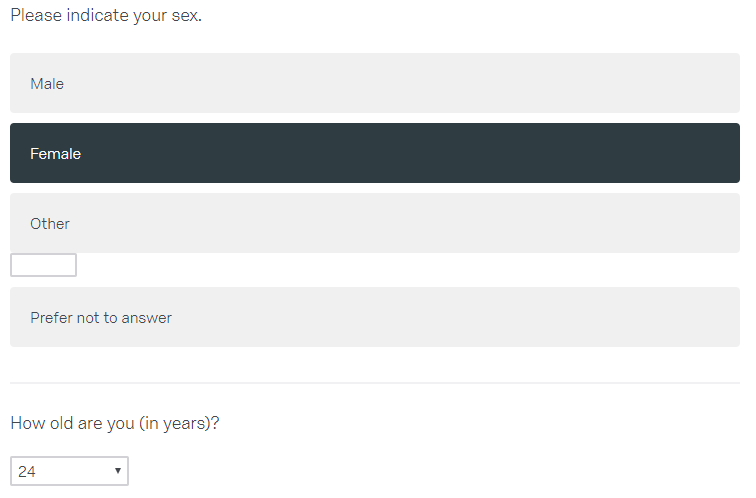 Please indicate your sex.
Male
Female
Other
Prefer not to answer
How old are you (in years)?
24